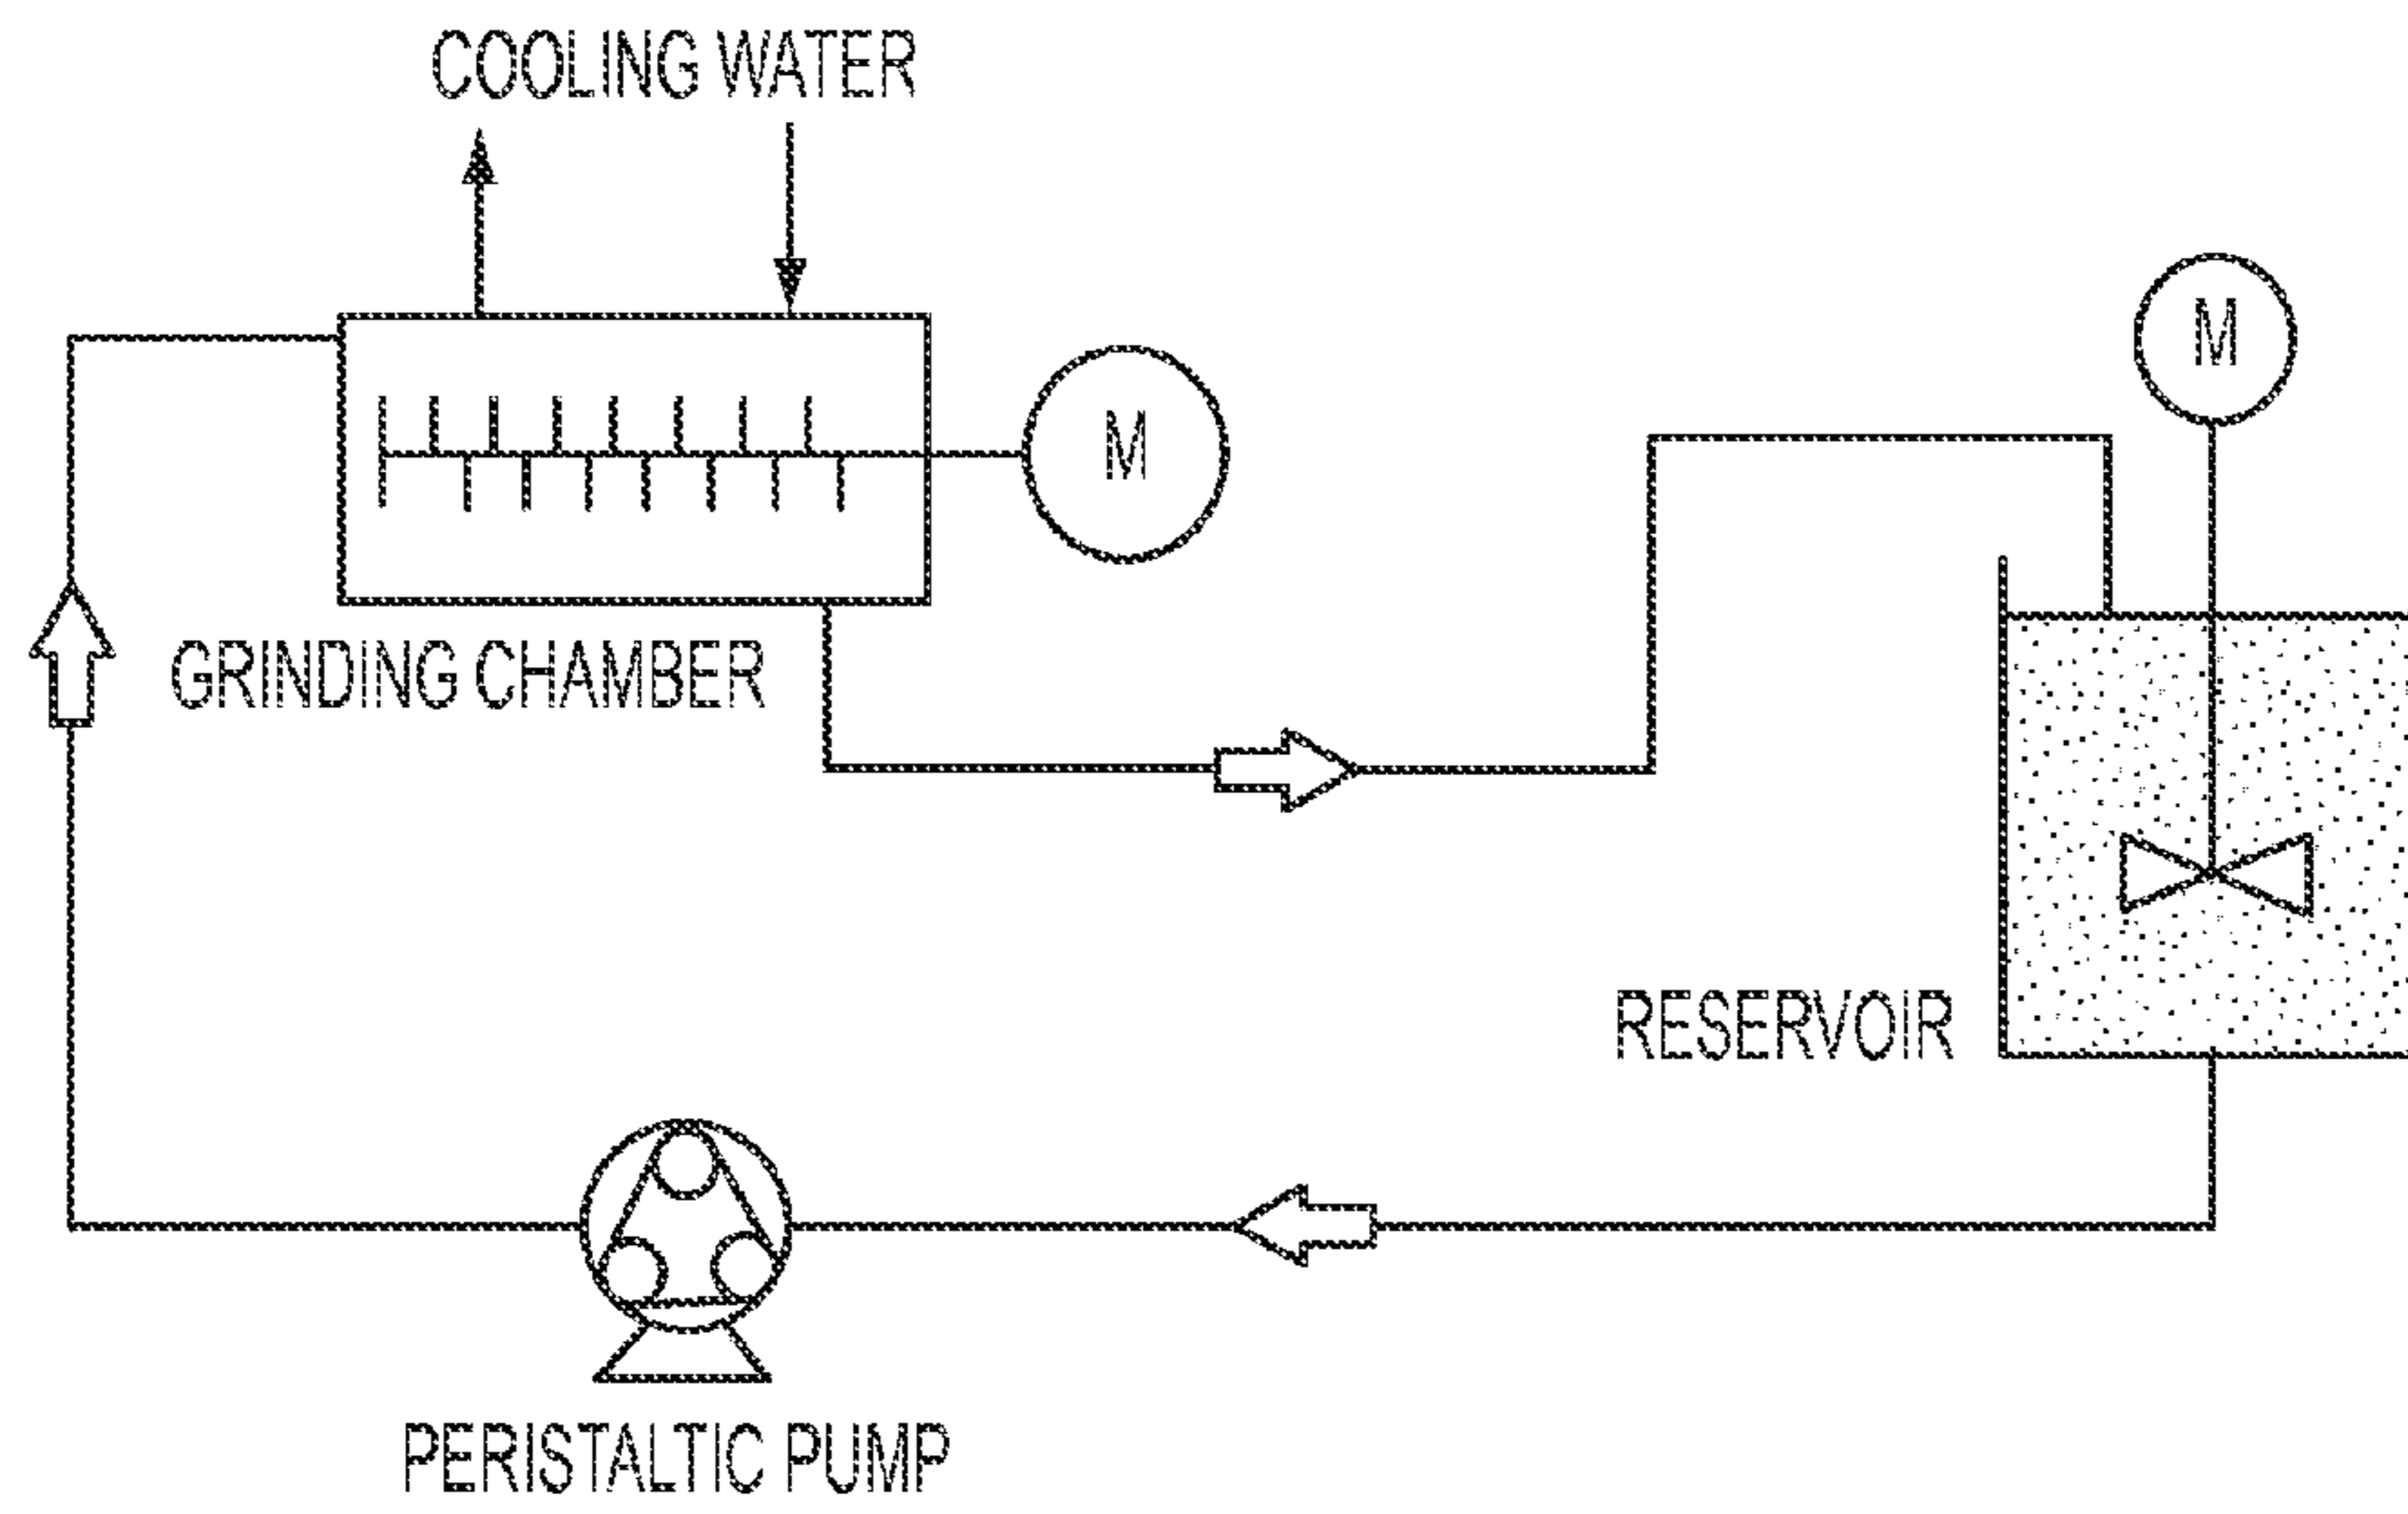 COOLING WATER
M
M
GRINDING CHAMBER
RESERVOIR
PERISTALTIC PUMP